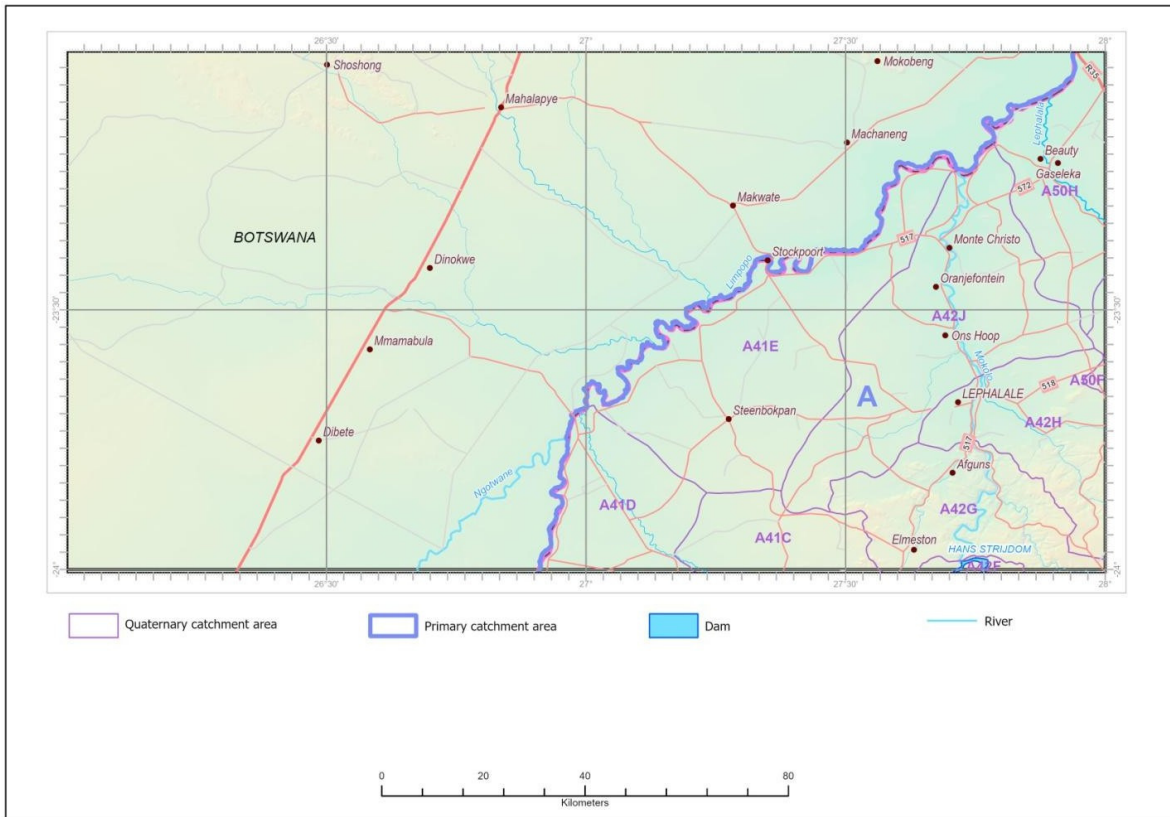 26°30'
27°
27°30'
28°
Shoshong
Mokobeng
R35
Mahalapye
Lephalala
Machaneng
Beauty
Gaseleka
572
A50H
Makwate
BOTSWANA
517
Monte Christo
Stockpoort
Dinokwe
Limpopo
Oranjefontein
-23°30'
-23°30'
A42J
Ons Hoop
A41E
Mmamabula
Mokolo
A50F
518
A
LEPHALALE
Steenbokpan
A42H
Dibete
517
Afguns
Ngotwane
A41D
A42G
A41C
Elmeston
HANS STRIJDOM
A42F
-24°
-24°
26°30'
27°
27°30'
28°
Quaternary catchment area
Primary catchment area
Dam
River
0 20 40 60 80
Kilometers